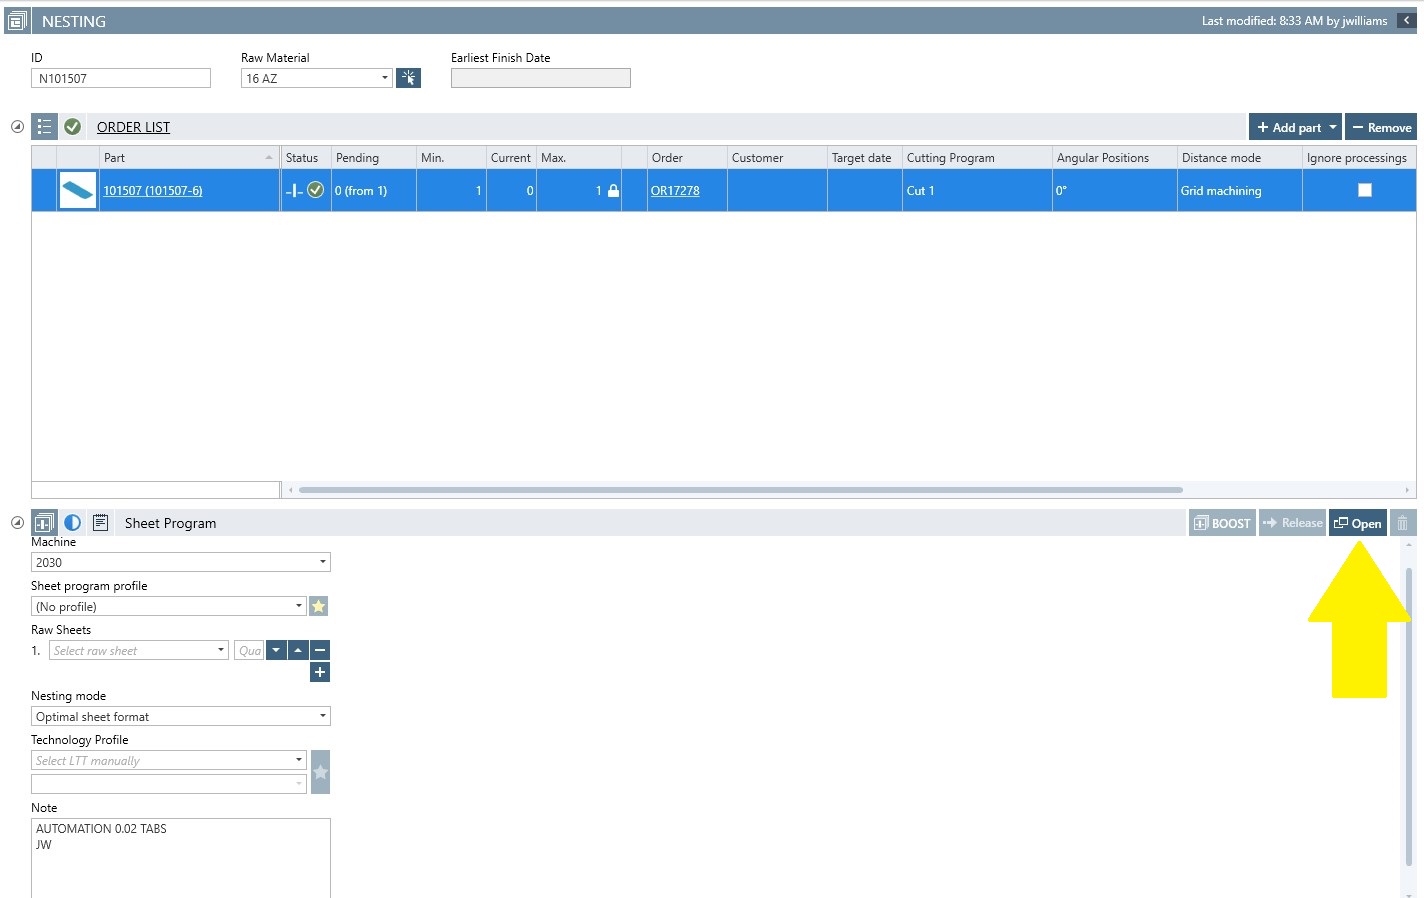 NESTING
Last modified: 8:33 AM by jwilliams
ID Raw Material Earliest Finish Date
N101507 16 AZ
ORDER LIST
Add part Remove
Part Status Pending Min. Current Max. Order Customer Target date Cutting Program Angular Positions Distance mode Ignore processings
101507 (101507-6) 0 (from 1) 1 0 1 OR17278 Cut 1 0° Grid machining
Sheet Program
BOOST Release Open
Machine
2030
Sheet program profile
(No profile)
Raw Sheets
1. Select raw sheet Qua
Nesting mode
Optimal sheet format
Technology Profile
Select LTT manually
Note
AUTOMATION 0.02 TABS
JW